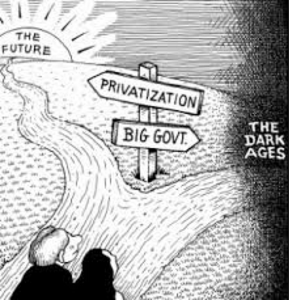 THE
FUTURE
PRIVATIZATION
BIG GOVT.
THE
DARK
AGES